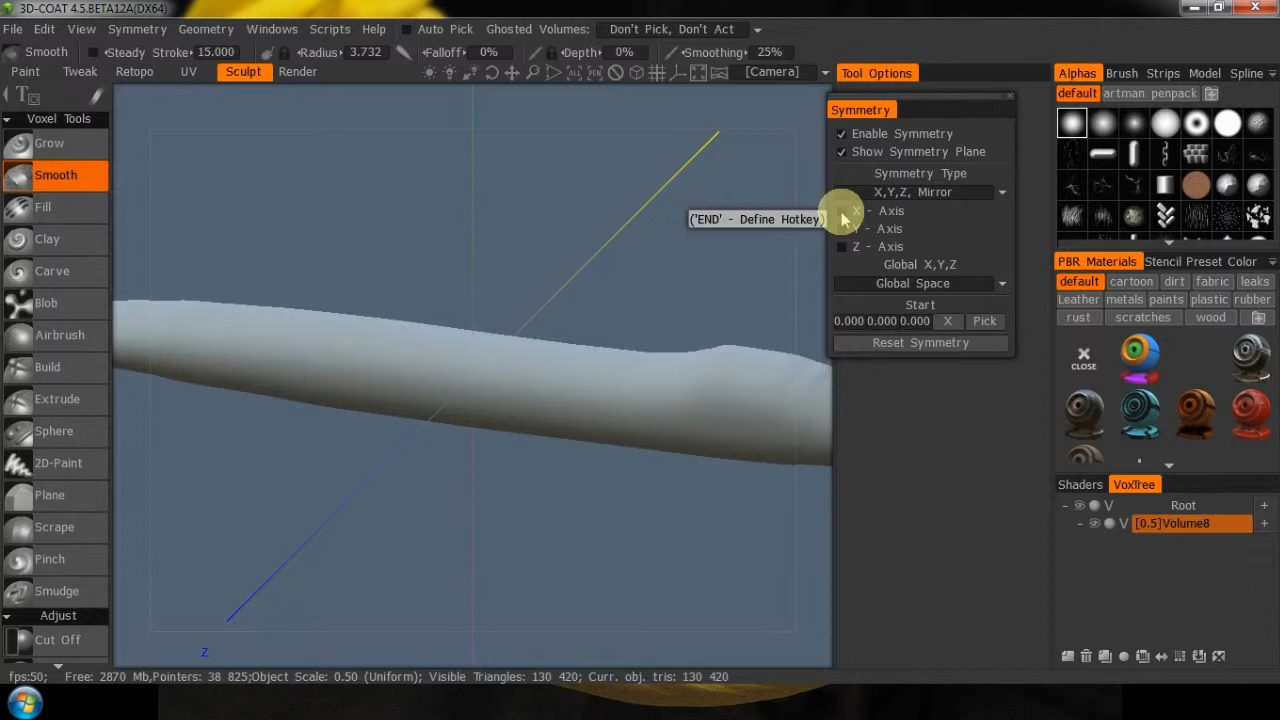 3D-COAT 4.5.BETA12A(DX64)
File Edit View Symmetry Geometry Windows Scripts Help Auto Pick Ghosted Volumes: Don't Pick, Don't Act
Smooth Steady Stroke 15.000 Radius 3.732 Falloff 0% Depth 0% Smoothing 25%
Paint Tweak Retopo UV Sculpt Render ALL PEN [Camera] Tool Options Alphas Brush Strips Model Spline
default artman penpack
Symmetry
Voxel Tools
Enable Symmetry
Grow
Show Symmetry Plane
Symmetry Type
Smooth
X,Y,Z, Mirror
Fill
X - Axis
('END' - Define Hotkey)
Y - Axis
Clay
Z - Axis
Global X,Y,Z
PBR Materials Stencil Preset Color
Carve
Global Space
default cartoon dirt fabric leaks
Leather metals paints plastic rubber
Blob
Start
0.000 0.000 0.000 X Pick
rust scratches wood
Airbrush
Reset Symmetry
CLOSE
Build
Extrude
Sphere
2D-Paint
Shaders VoxTree
Plane
V Root +
V [0.5]Volume8 +
Scrape
Pinch
Smudge
Adjust
Cut Off
Z
fps:50; Free: 2870 Mb,Pointers: 38 825;Object Scale: 0.50 (Uniform); Visible Triangles: 130 420; Curr. obj. tris: 130 420